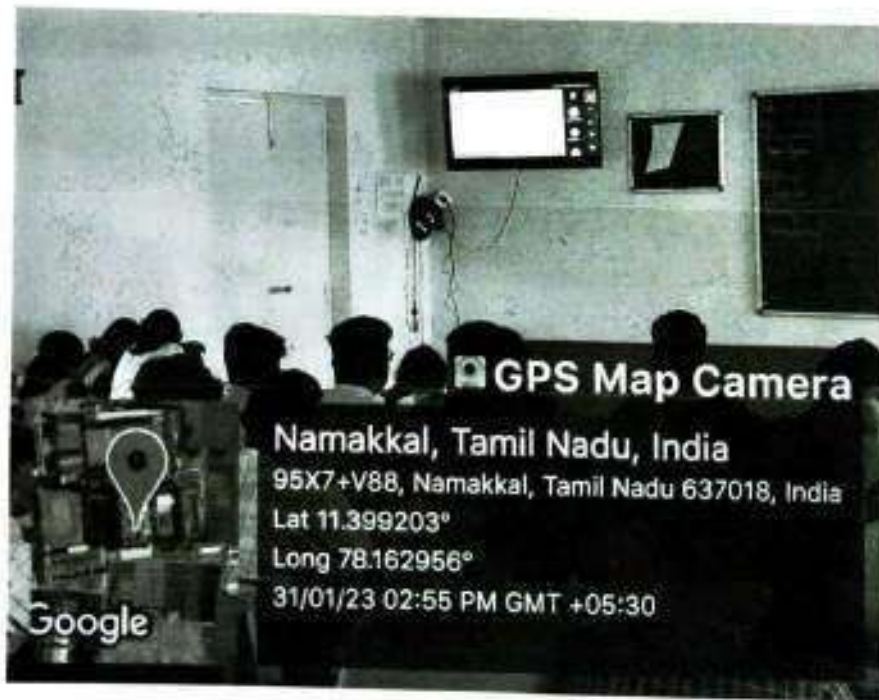 GPS Map Camera
Namakkal, Tamil Nadu, India
95X7+V88, Namakkal, Tamil Nadu 637018, India
Lat 11.399203°
Long 78.162956°
31/01/23 02:55 PM GMT +05:30
Google